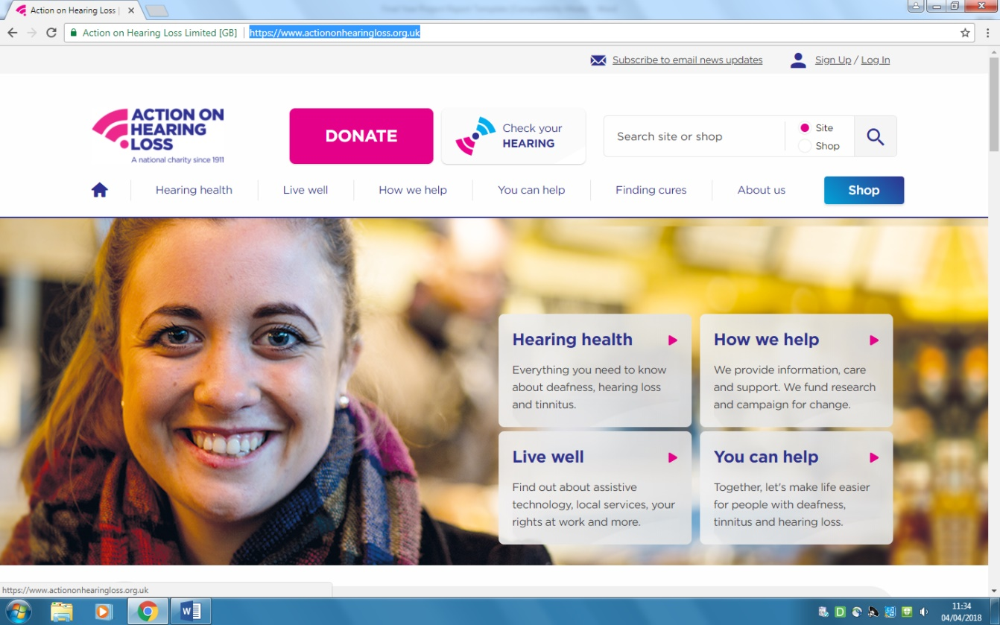 Action on Hearing Loss |
Action on Hearing Loss Limited [GB]
https://www.actiononhearingloss.org.uk
Subscribe to email news updates
Sign Up / Log In
ACTION ON
HEARING
LOSS
A national charity since 1911
DONATE
Check your
HEARING
Search site or shop
Site
Shop
Hearing health
Live well
How we help
You can help
Finding cures
About us
Shop
Hearing health
Everything you need to know
about deafness, hearing loss
and tinnitus.
How we help
We provide information, care
and support. We fund research
and campaign for change.
Live well
Find out about assistive
technology, local services, your
rights at work and more.
You can help
Together, let's make life easier
for people with deafness,
tinnitus and hearing loss.
https://www.actiononhearingloss.org.uk
11:34
04/04/2018